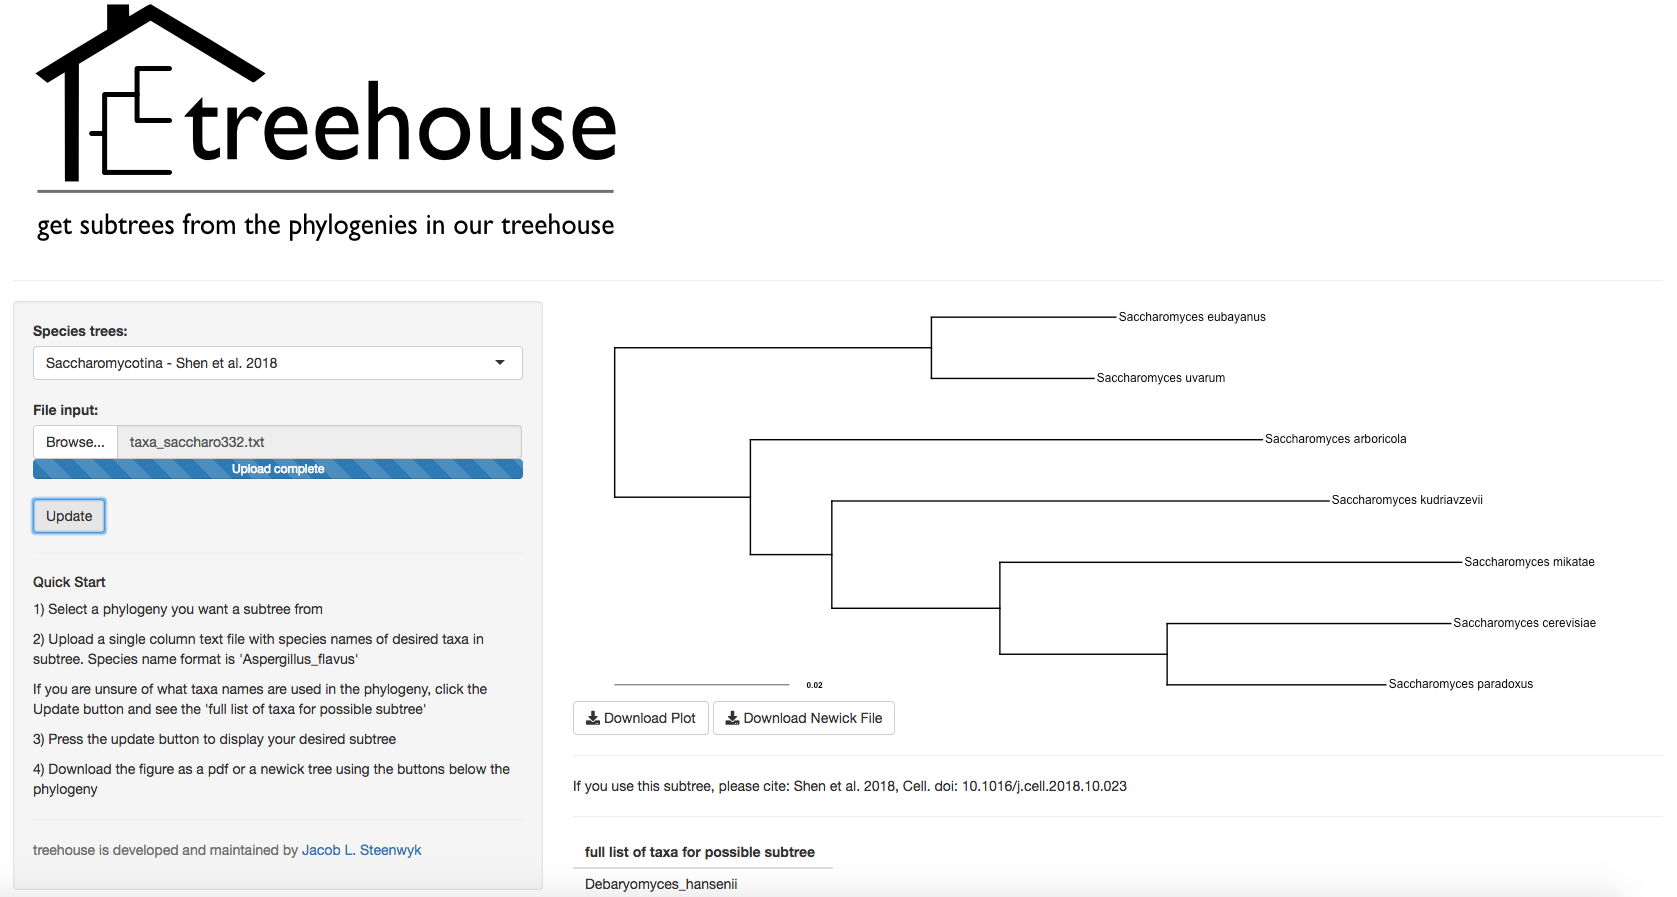 treehouse
get subtrees from the phylogenies in our treehouse
Species trees:
Saccharomycotina - Shen et al. 2018
File input:
Browse... taxa_saccharo332.txt
Upload complete
Update
Quick Start
1) Select a phylogeny you want a subtree from
2) Upload a single column text file with species names of desired taxa in
subtree. Species name format is 'Aspergillus_flavus'
If you are unsure of what taxa names are used in the phylogeny, click the
Update button and see the 'full list of taxa for possible subtree'
3) Press the update button to display your desired subtree
4) Download the figure as a pdf or a newick tree using the buttons below the
phylogeny
treehouse is developed and maintained by Jacob L. Steenwyk
Saccharomyces eubayanus
Saccharomyces uvarum
Saccharomyces arboricola
Saccharomyces kudriavzevii
Saccharomyces mikatae
Saccharomyces cerevisiae
Saccharomyces paradoxus
0.02
Download Plot Download Newick File
If you use this subtree, please cite: Shen et al. 2018, Cell. doi: 10.1016/j.cell.2018.10.023
full list of taxa for possible subtree
Debaryomyces_hansenii